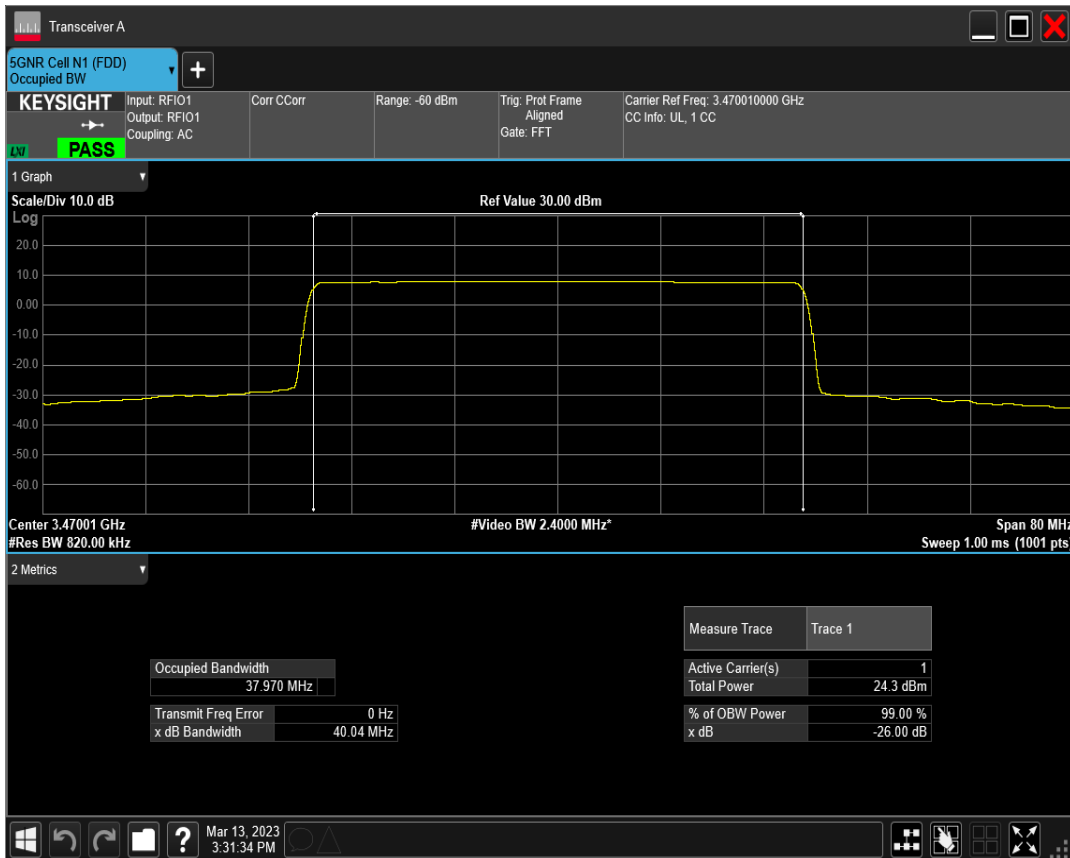 Transceiver A
5GNR Cell N1 (FDD)
Occupied BW
+
KEYSIGHT
LXI
PASS
Input: RFIO1
Output: RFIO1
Coupling: AC
Corr CCorr
Range: -60 dBm
Trig: Prot Frame
Aligned
Gate: FFT
Carrier Ref Freq: 3.470010000 GHz
CC Info: UL, 1 CC
1 Graph
Scale/Div 10.0 dB
Ref Value 30.00 dBm
Log
20.0
10.0
0.00
-10.0
-20.0
-30.0
-40.0
-50.0
-60.0
Center 3.47001 GHz
#Video BW 2.4000 MHz*
Span 80 MHz
#Res BW 820.00 kHz
Sweep 1.00 ms (1001 pts)
2 Metrics
Measure Trace Trace 1
Occupied Bandwidth
37.970 MHz
Active Carrier(s) 1
Total Power 24.3 dBm
Transmit Freq Error 0 Hz
x dB Bandwidth 40.04 MHz
% of OBW Power 99.00 %
x dB -26.00 dB
?
Mar 13, 2023
3:31:34 PM